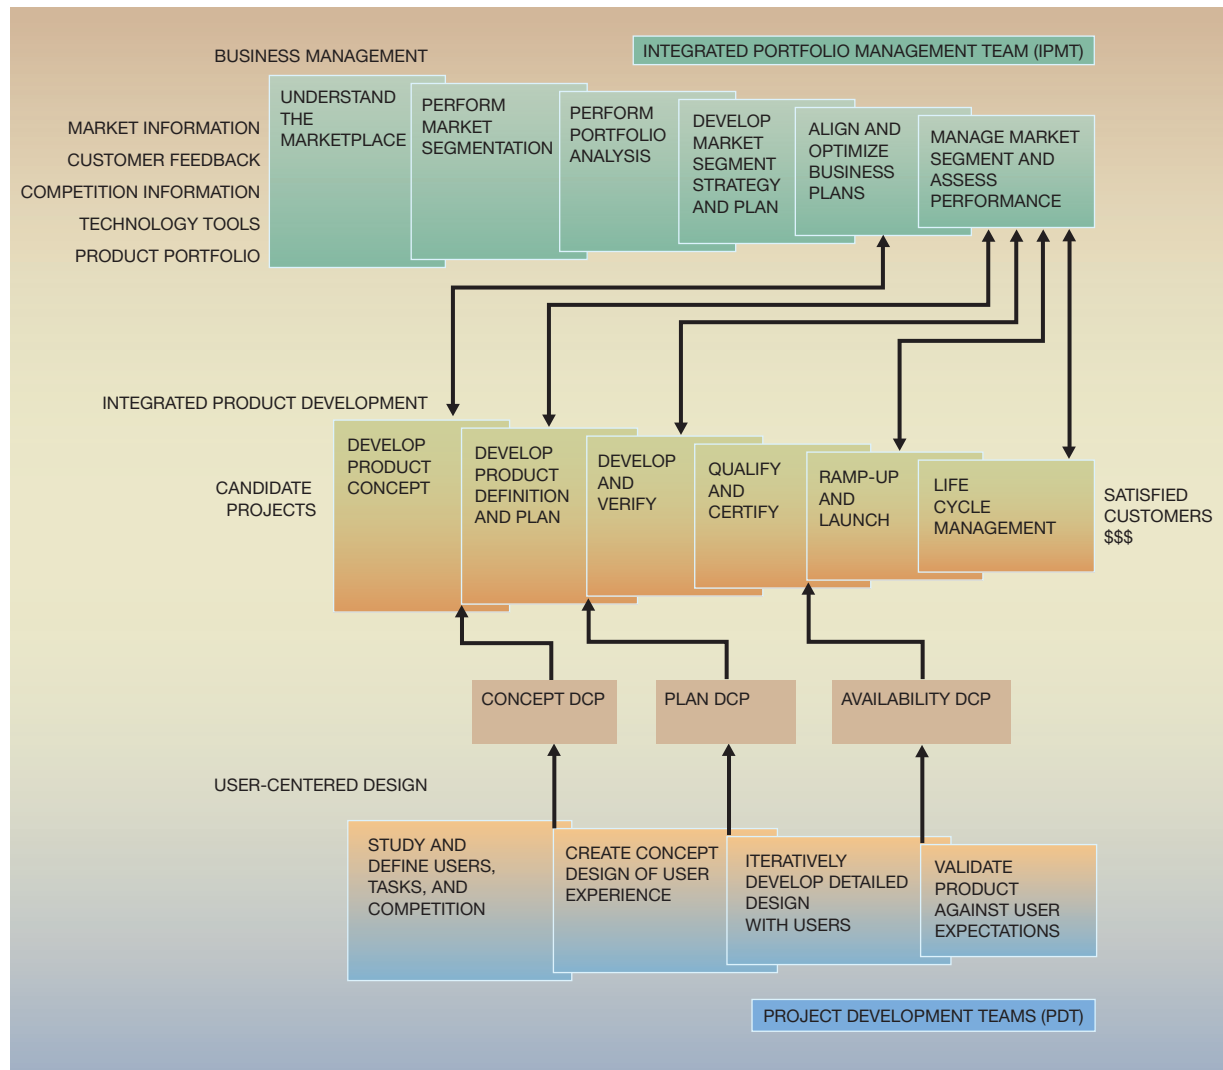 BUSINESS MANAGEMENT
INTEGRATED PORTFOLIO MANAGEMENT TEAM (IPMT)
MARKET INFORMATION
CUSTOMER FEEDBACK
COMPETITION INFORMATION
TECHNOLOGY TOOLS
PRODUCT PORTFOLIO
UNDERSTAND
THE
MARKETPLACE
PERFORM
MARKET
SEGMENTATION
PERFORM
PORTFOLIO
ANALYSIS
DEVELOP
MARKET
SEGMENT
STRATEGY
AND PLAN
ALIGN AND
OPTIMIZE
BUSINESS
PLANS
MANAGE MARKET
SEGMENT AND
ASSESS
PERFORMANCE
INTEGRATED PRODUCT DEVELOPMENT
CANDIDATE
PROJECTS
DEVELOP
PRODUCT
CONCEPT
DEVELOP
PRODUCT
DEFINITION
AND PLAN
DEVELOP
AND
VERIFY
QUALIFY
AND
CERTIFY
RAMP-UP
AND
LAUNCH
LIFE
CYCLE
MANAGEMENT
SATISFIED
CUSTOMERS
$$$
CONCEPT DCP
PLAN DCP
AVAILABILITY DCP
USER-CENTERED DESIGN
STUDY AND
DEFINE USERS,
TASKS, AND
COMPETITION
CREATE CONCEPT
DESIGN OF USER
EXPERIENCE
ITERATIVELY
DEVELOP DETAILED
DESIGN
WITH USERS
VALIDATE
PRODUCT
AGAINST USER
EXPECTATIONS
PROJECT DEVELOPMENT TEAMS (PDT)